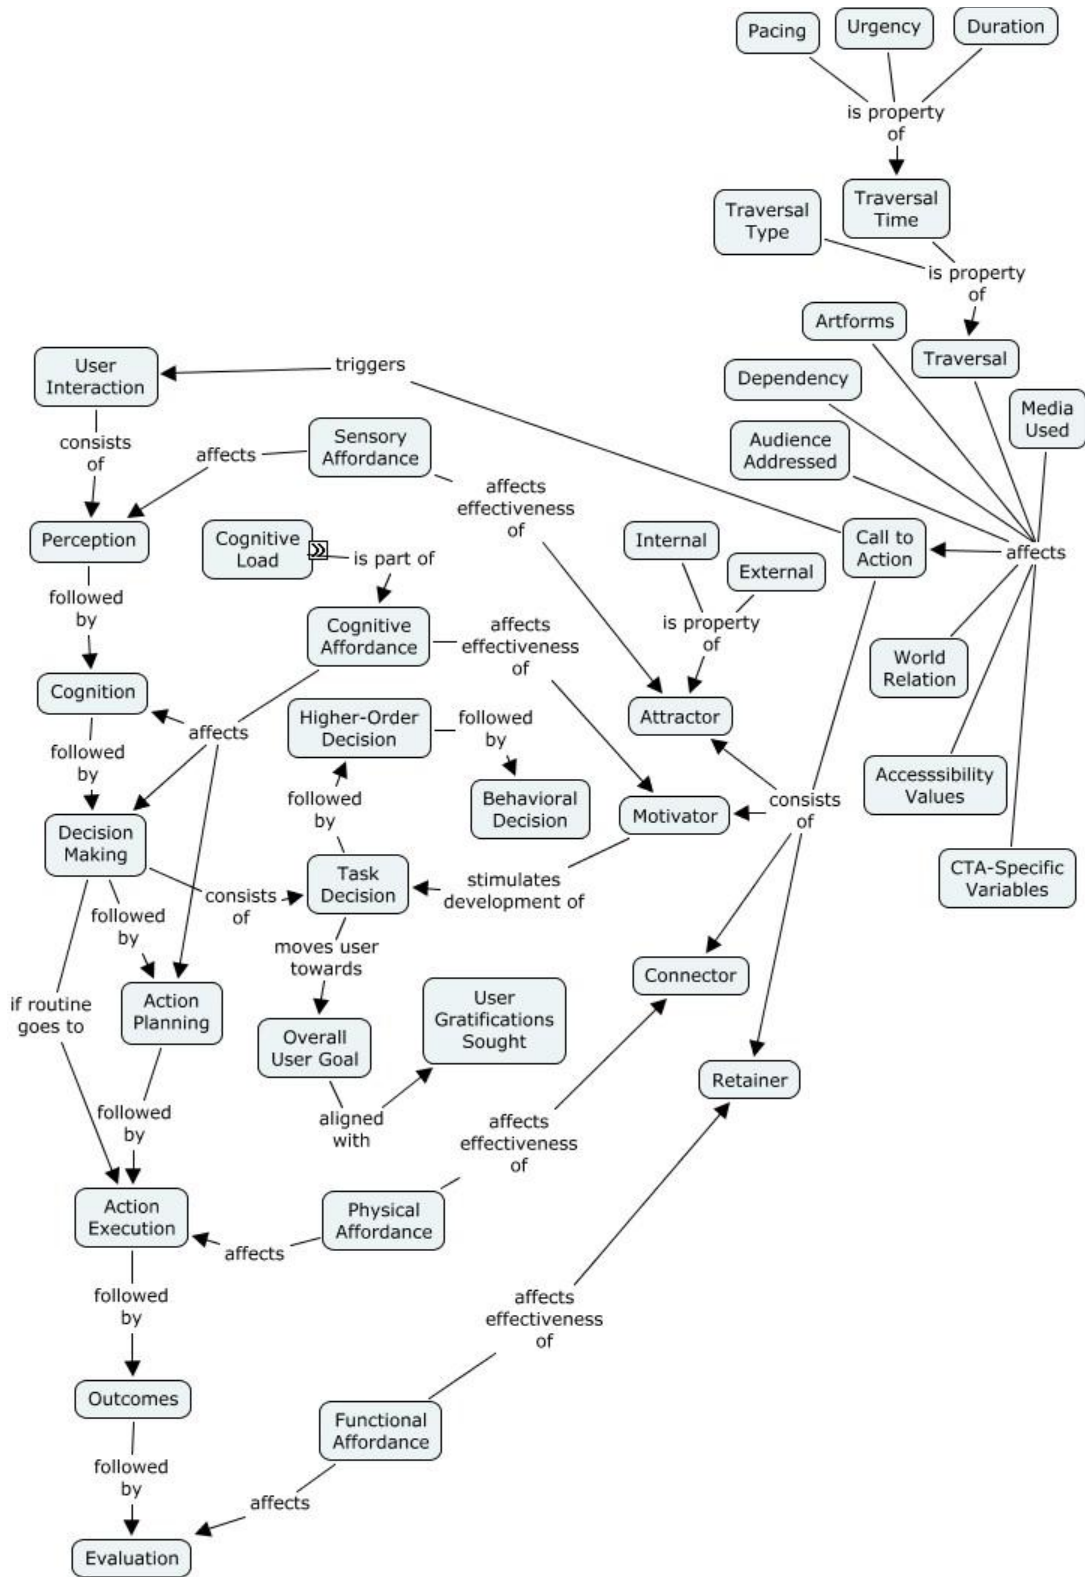 Pacing
Urgency
Duration
is property
of
Traversal
Type
Traversal
Time
is property
of
Artforms
Traversal
Dependency
Media
Used
Audience
Addressed
User
Interaction
triggers
consists
of
affects
Sensory
Affordance
affects
effectiveness
of
Perception
Cognitive
Load
is part of
Internal
External
Call to
Action
affects
followed
by
Cognitive
Affordance
affects
effectiveness
of
is property
of
World
Relation
Cognition
affects
Higher-Order
Decision
followed
by
Attractor
followed
by
followed
by
Behavioral
Decision
Motivator
consists
of
Accesssibility
Values
Decision
Making
CTA-Specific
Variables
followed
by
consists
of
Task
Decision
stimulates
development of
moves user
towards
Connector
if routine
goes to
Action
Planning
Overall
User Goal
User
Gratifications
Sought
Retainer
followed
by
aligned
with
affects
effectiveness
of
Action
Execution
affects
Physical
Affordance
followed
by
affects
effectiveness
of
Outcomes
Functional
Affordance
followed
by
affects
Evaluation